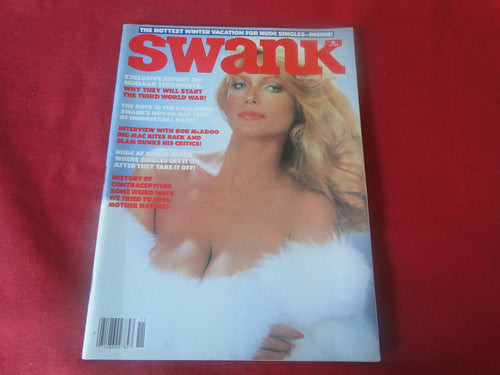 THE HOTTEST WINTER VACATION FOR NUDE SINGLES—INSIDE!
SWANK
EXCLUSIVE REPORT ON
NUCLEAR TERRORISTS
WHY THEY WILL START
THE THIRD WORLD WAR!
THE BOYS IN THE BACK ROOM
SWANK'S NOT-SO-GAY TOUR
OF HOMOSEXUAL BARS!
INTERVIEW WITH BOB McADOO
BIG MAC BITES BACK AND
SLAM DUNKS HIS CRITICS!
NUDE AT
WHERE SINGLES GET IT ON
AFTER THEY TAKE IT OFF!
HISTORY OF
CONTRACEPTIVES
SOME WEIRD WAYS
WE TRIED TO FOOL
MOTHER NATURE!